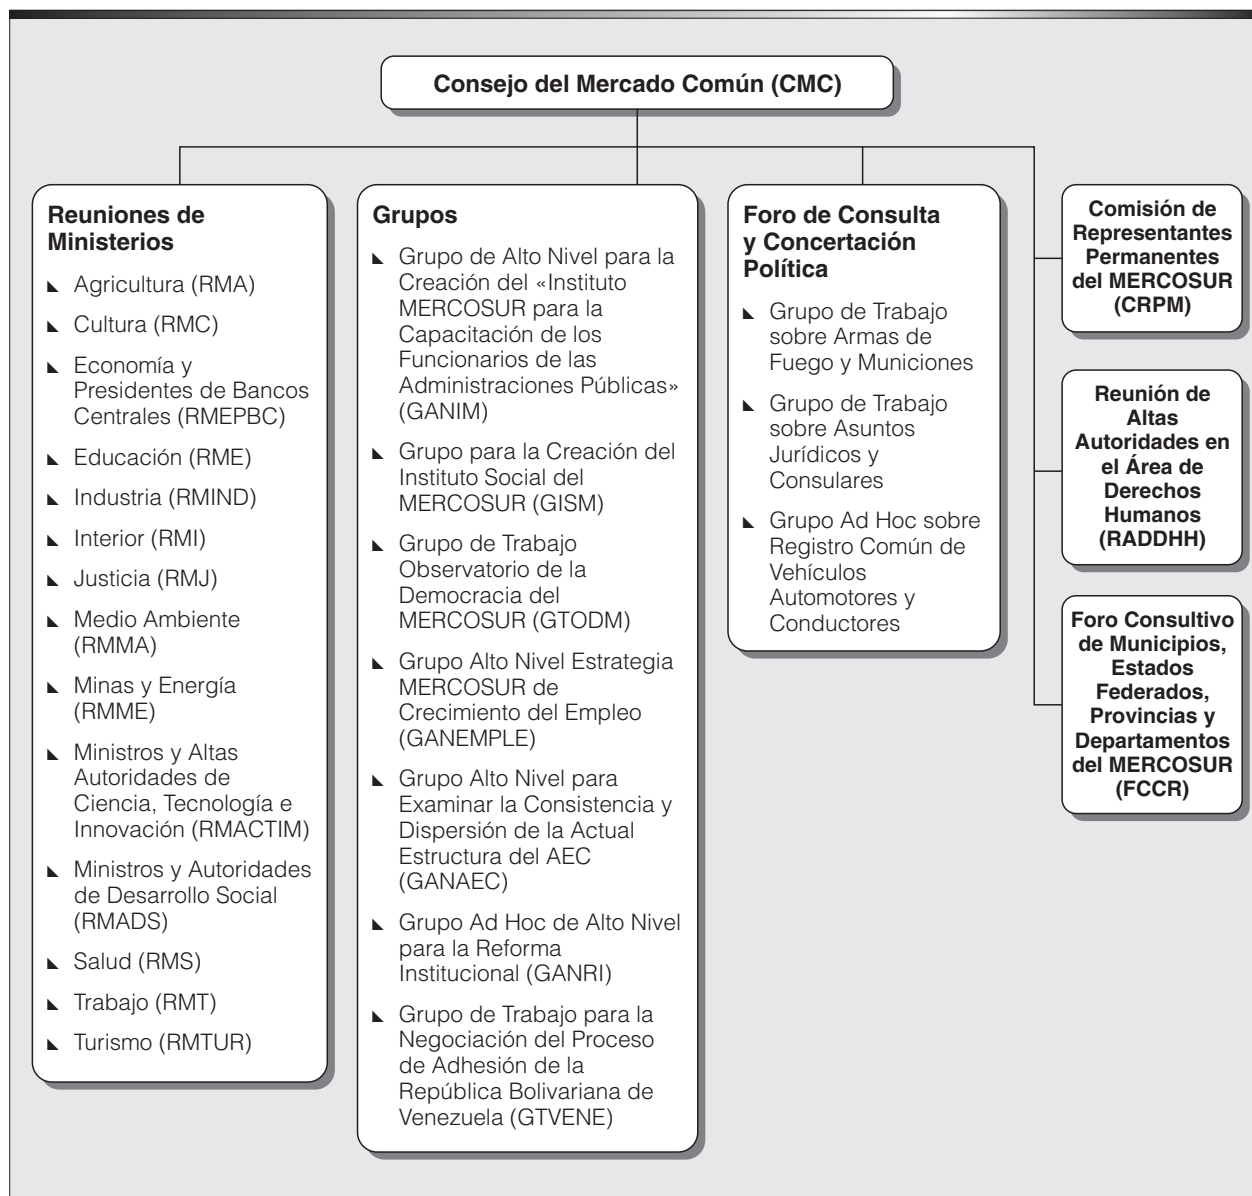 Consejo del Mercado Común (CMC)
Reuniones de
Ministerios
Agricultura (RMA)
Cultura (RMC)
Economía y
Presidentes de Bancos
Centrales (RMEPBC)
Educación (RME)
Industria (RMIND)
Interior (RMI)
Justicia (RMJ)
Medio Ambiente
(RMMA)
Minas y Energía
(RMME)
Ministros y Altas
Autoridades de
Ciencia, Tecnología e
Innovación (RMACTIM)
Ministros y Autoridades
de Desarrollo Social
(RMADS)
Salud (RMS)
Trabajo (RMT)
Turismo (RMTUR)
Grupos
Grupo de Alto Nivel para la
Creación del «Instituto
MERCOSUR para la
Capacitación de los
Funcionarios de las
Administraciones Públicas»
(GANIM)
Grupo para la Creación del
Instituto Social del
MERCOSUR (GISM)
Grupo de Trabajo
Observatorio de la
Democracia del
MERCOSUR (GTODM)
Grupo Alto Nivel Estrategia
MERCOSUR de
Crecimiento del Empleo
(GANEMPLE)
Grupo Alto Nivel para
Examinar la Consistencia y
Dispersión de la Actual
Estructura del AEC
(GANAEC)
Grupo Ad Hoc de Alto Nivel
para la Reforma
Institucional (GANRI)
Grupo de Trabajo para la
Negociación del Proceso
de Adhesión de la
República Bolivariana de
Venezuela (GTVENE)
Foro de Consulta
y Concertación
Política
Grupo de Trabajo
sobre Armas de
Fuego y Municiones
Grupo de Trabajo
sobre Asuntos
Jurídicos y
Consulares
Grupo Ad Hoc sobre
Registro Común de
Vehículos
Automotores y
Conductores
Comisión de
Representantes
Permanentes
del MERCOSUR
(CRPM)
Reunión de
Altas
Autoridades en
el Área de
Derechos
Humanos
(RADDHH)
Foro Consultivo
de Municipios,
Estados
Federados,
Provincias y
Departamentos
del MERCOSUR
(FCCR)